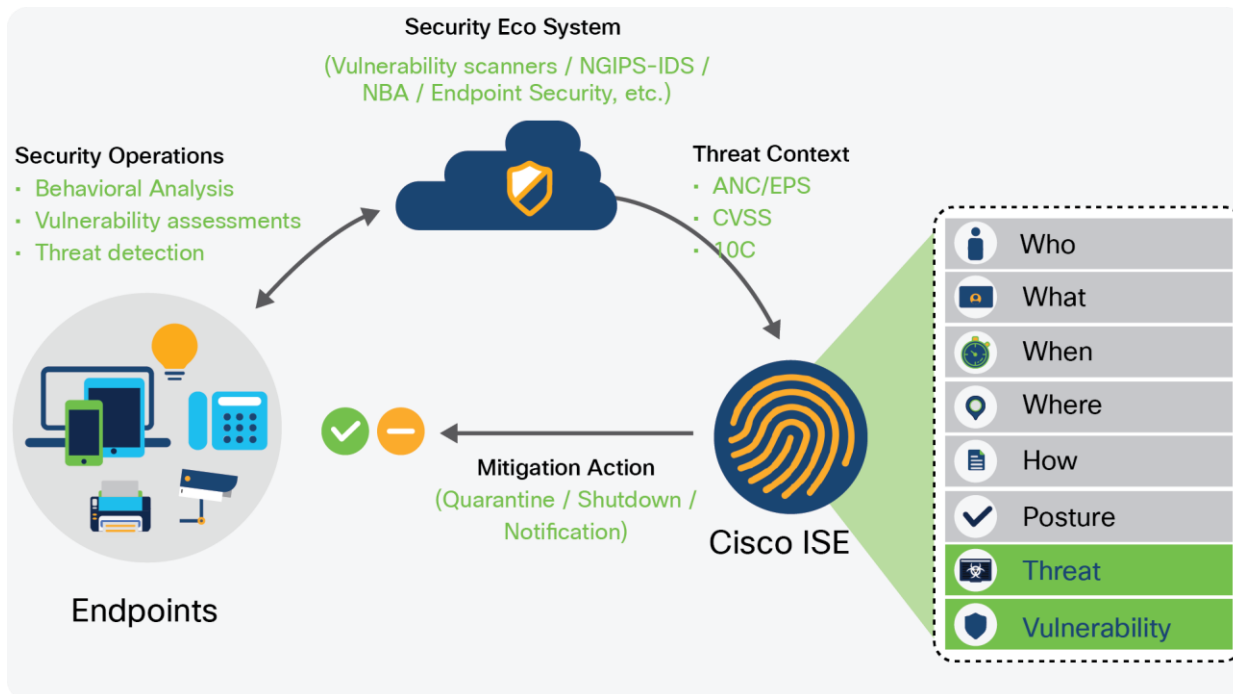 Security Eco System
(Vulnerability scanners / NGIPS-IDS /
NBA / Endpoint Security, etc.)
Security Operations
· Behavioral Analysis
· Vulnerability assessments
· Threat detection
Threat Context
· ANC/EPS
· CVSS
· 10C
Who
What
When
Where
How
Posture
Threat
Vulnerability
Mitigation Action
(Quarantine / Shutdown /
Notification)
Cisco ISE
Endpoints